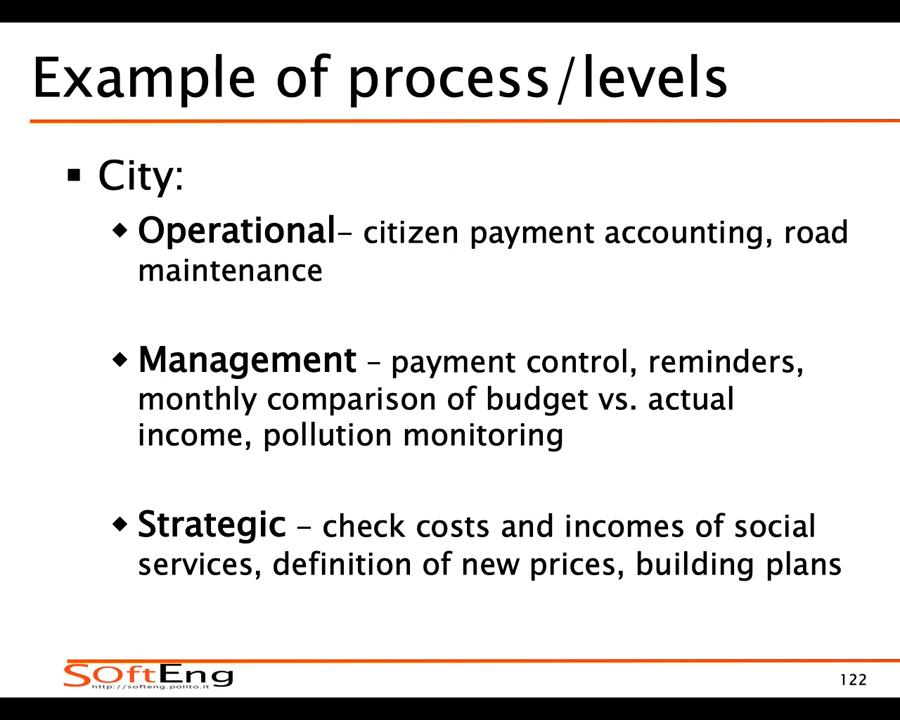 Example of process/levels
▪ City:
◆ Operational– citizen payment accounting, road
maintenance
◆ Management – payment control, reminders,
monthly comparison of budget vs. actual
income, pollution monitoring
◆ Strategic – check costs and incomes of social
services, definition of new prices, building plans
SOftEng
http://softeng.polito.it
122